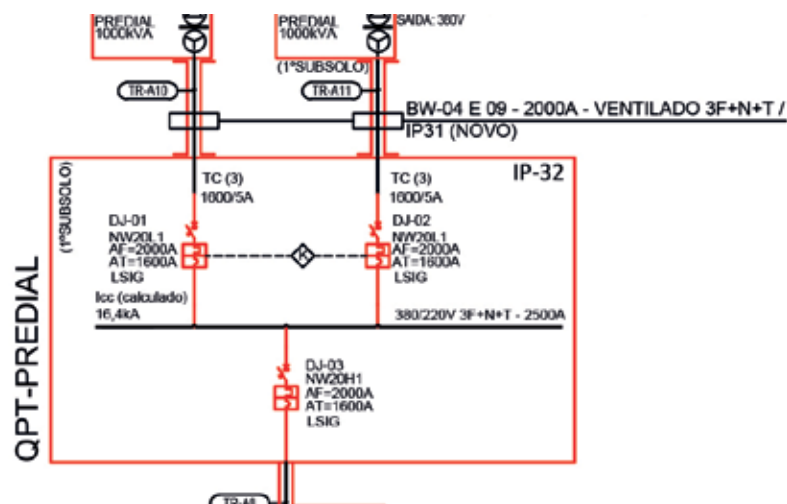 PREDIAL
1000kVA
PREDIAL
1000kVA
SAÍDA: 380V
(1ºSUBSOLO)
TR-A10
TR-A11
BW-04 E 09 - 2000A - VENTILADO 3F+N+T /
IP31 (NOVO)
(1ºSUBSOLO)
TC (3)
1600/5A
TC (3)
1600/5A
IP-32
DJ-01
NW20L1
AF=2000A
AT=1600A
LSIG
K
DJ-02
NW20L1
AF=2000A
AT=1600A
LSIG
Icc (calculado)
16,4kA
380/220V 3F+N+T - 2500A
QPT-PREDIAL
DJ-03
NW20H1
AF=2000A
AT=1600A
LSIG